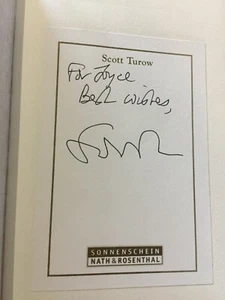 Scott Turow
For Joyce
Best wishes,
SONNENSCHEIN
NATH & ROSENTHAL